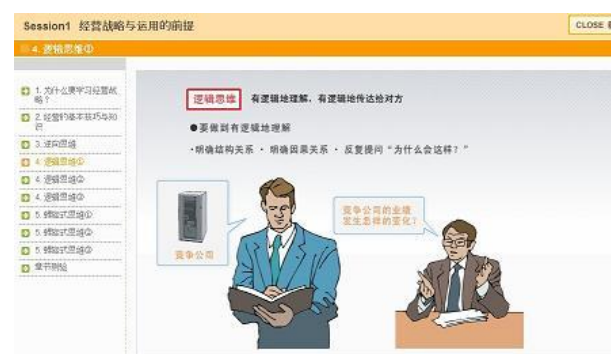 Session1 经营战略与运用的前提
CLOSE
4. 逻辑思维①
1. 为什么要学习经营战
略？
2. 经营的基本技巧与知
识
3. 逆向思维
4. 逻辑思维①
4. 逻辑思维②
4. 逻辑思维③
5. 螺旋式思维①
5. 螺旋式思维②
5. 螺旋式思维③
章节测验
逻辑思维 有逻辑地理解、有逻辑地传达给对方
●要做到有逻辑地理解
·明确结构关系 · 明确因果关系 · 反复提问“为什么会这样？”
竞争公司
竞争公司的业绩
发生怎样的变化？